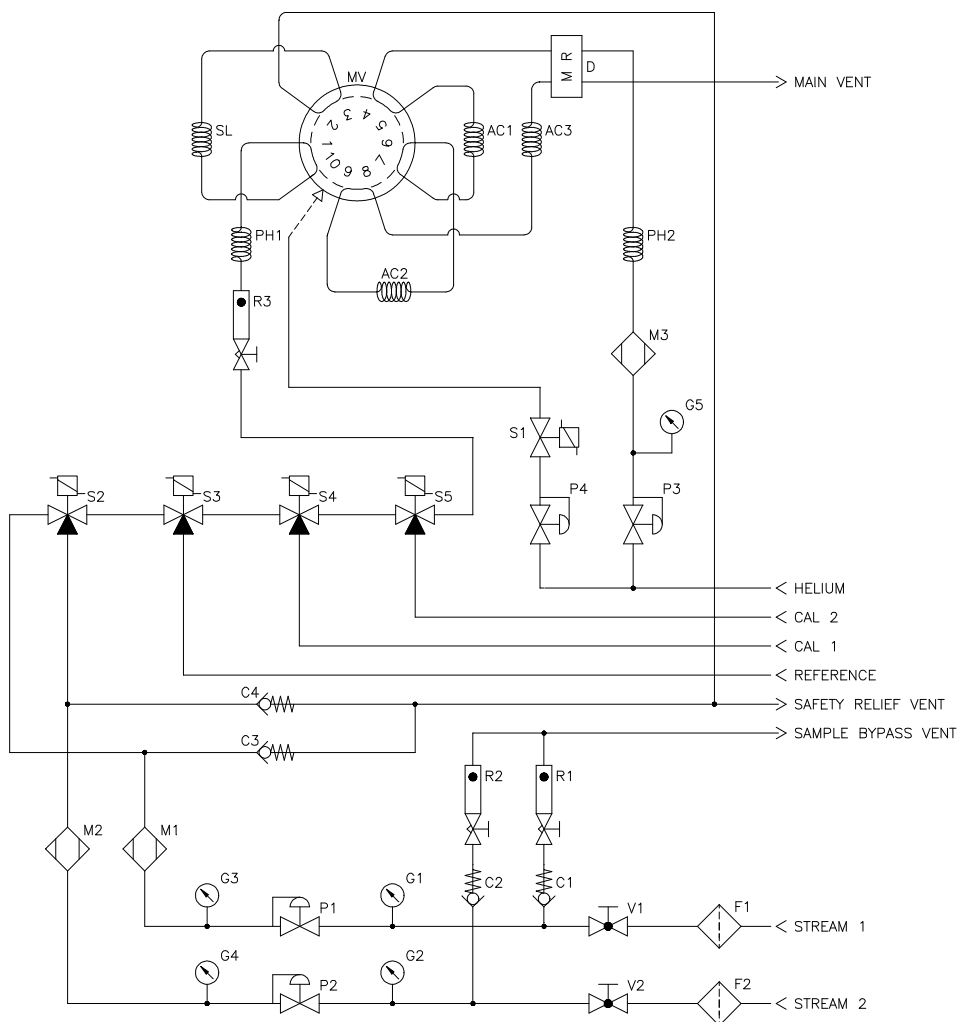 MV
R
M
D
MAIN VENT
SL
3
4
2
5
1
6
10
7
9
8
AC1
AC3
PH1
PH2
AC2
R3
M3
G5
S1
S2
S3
S4
S5
P4
P3
HELIUM
CAL 2
CAL 1
REFERENCE
C4
SAFETY RELIEF VENT
C3
SAMPLE BYPASS VENT
R2
R1
M2
M1
G3
G1
C2
C1
P1
V1
F1
STREAM 1
G4
G2
P2
V2
F2
STREAM 2